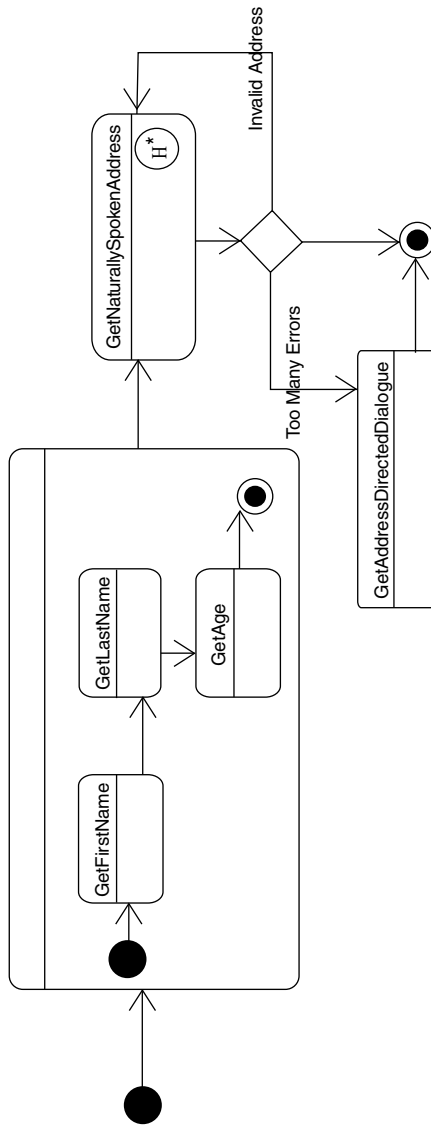 GetFirstName
GetLastName
GetAge
GetNaturallySpokenAddress
H*
Invalid Address
Too Many Errors
GetAddressDirectedDialogue